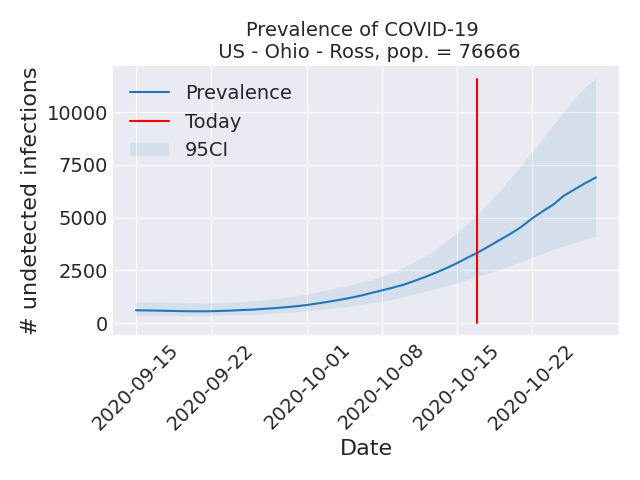 Prevalence of COVID-19
US - Ohio - Ross, pop. = 76666
# undetected infections
10000
7500
5000
2500
0
Prevalence
Today
95CI
2020-09-15
2020-09-22
2020-10-01
2020-10-08
2020-10-15
2020-10-22
Date